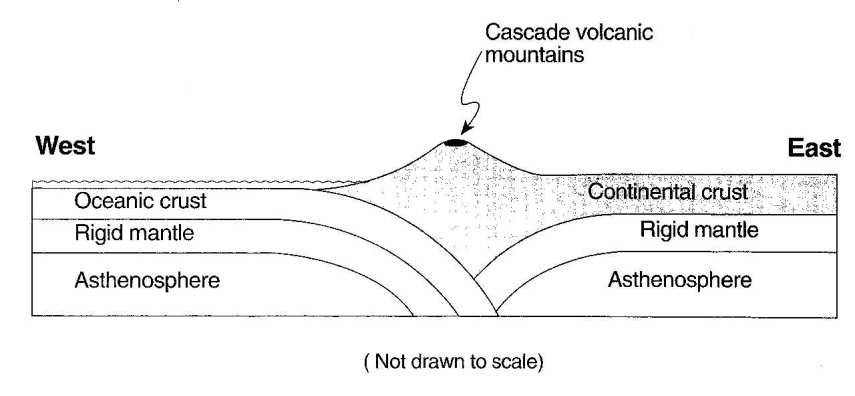 Cascade volcanic
mountains
West
East
Oceanic crust
Continental crust
Rigid mantle
Rigid mantle
Asthenosphere
Asthenosphere
( Not drawn to scale)